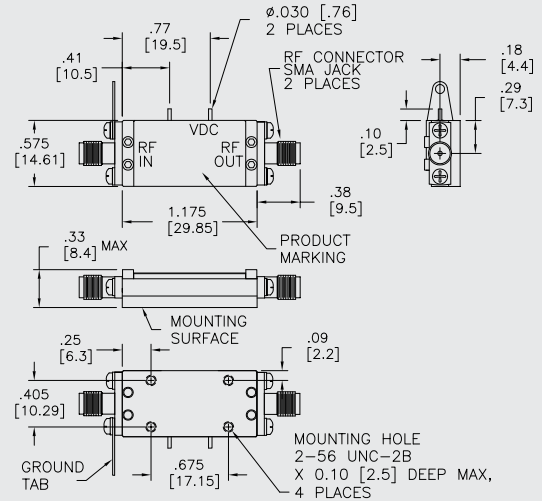 .77
[19.5]
ø.030 [.76]
2 PLACES
.41
[10.5]
RF CONNECTOR
SMA JACK
2 PLACES
.18
[4.4]
.29
[7.3]
.10
[2.5]
VDC
RF
IN
RF
OUT
.575
[14.61]
1.175
[29.85]
.38
[9.5]
PRODUCT
MARKING
.33
[8.4] MAX
MOUNTING
SURFACE
.25
[6.3]
.09
[2.2]
.405
[10.29]
GROUND
TAB
.675
[17.15]
MOUNTING HOLE
2-56 UNC-2B
X 0.10 [2.5] DEEP MAX,
4 PLACES